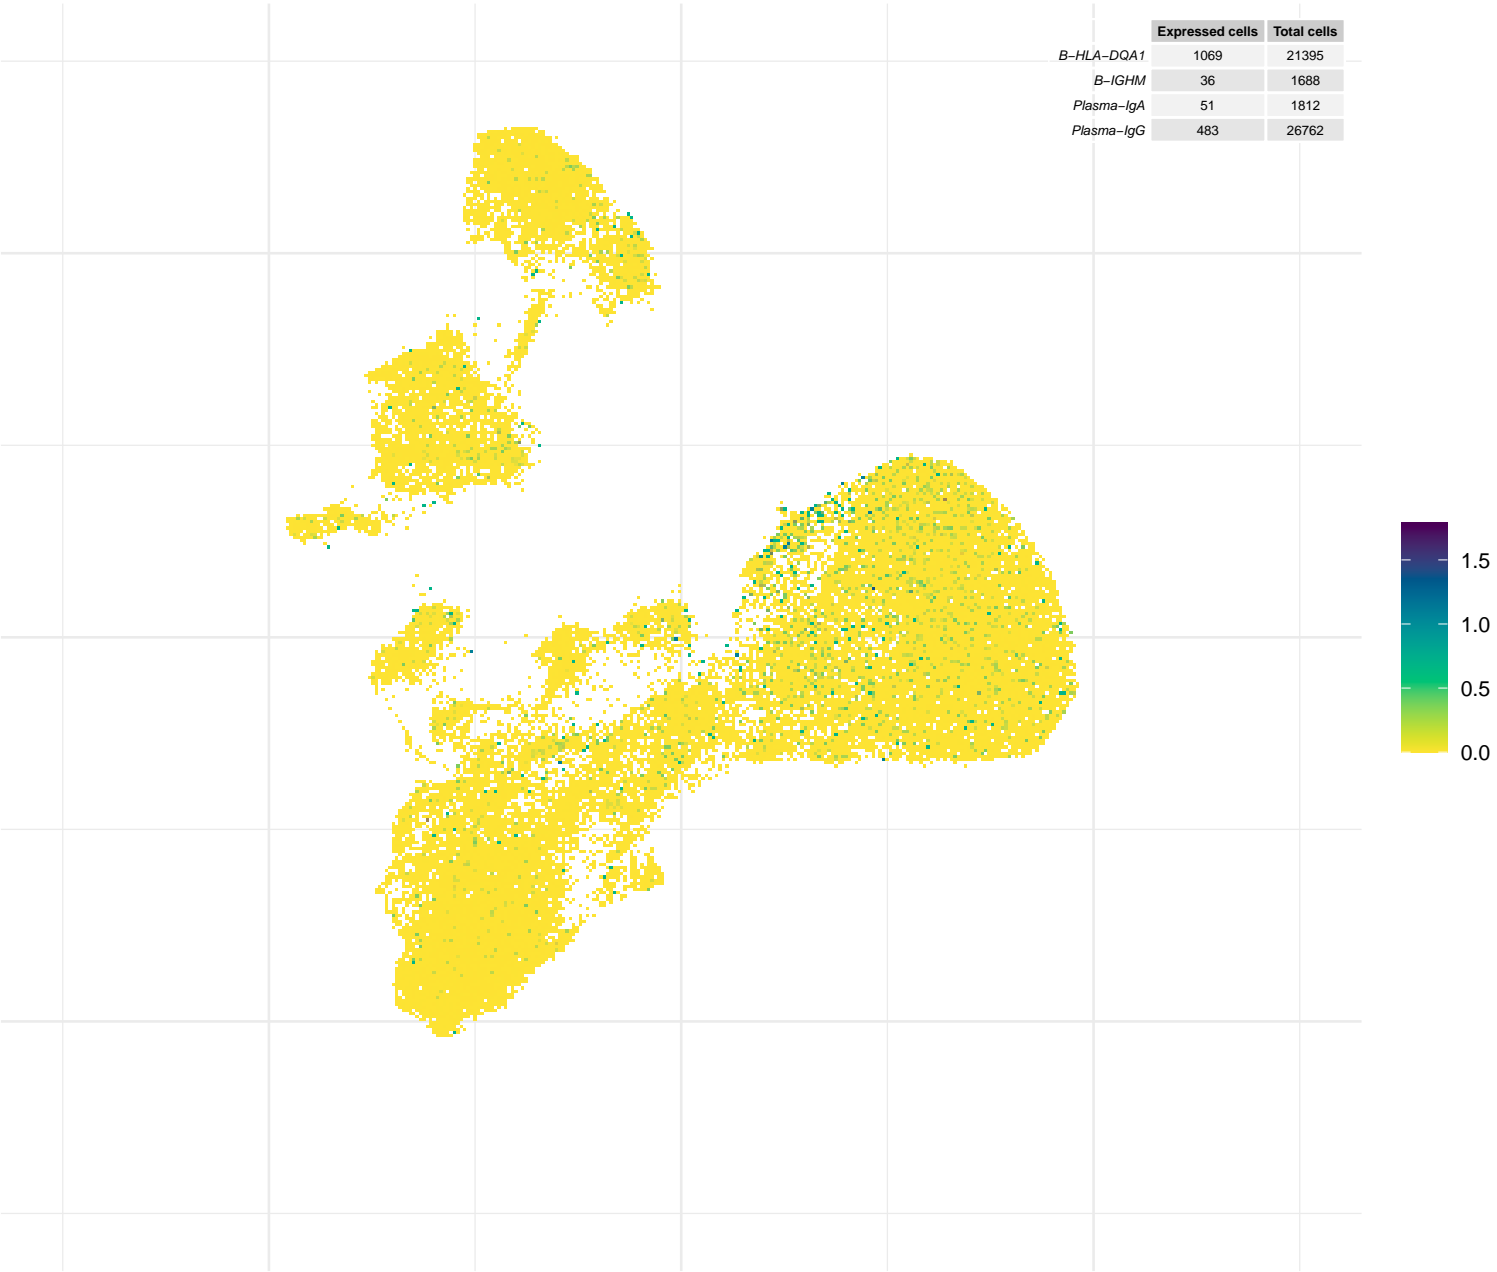 Expressed cells Total cells
B−HLA−DQA1 1069 21395
B−IGHM 36 1688
Plasma−IgA 51 1812
Plasma−IgG 483 26762
1.5
1.0
0.5
0.0